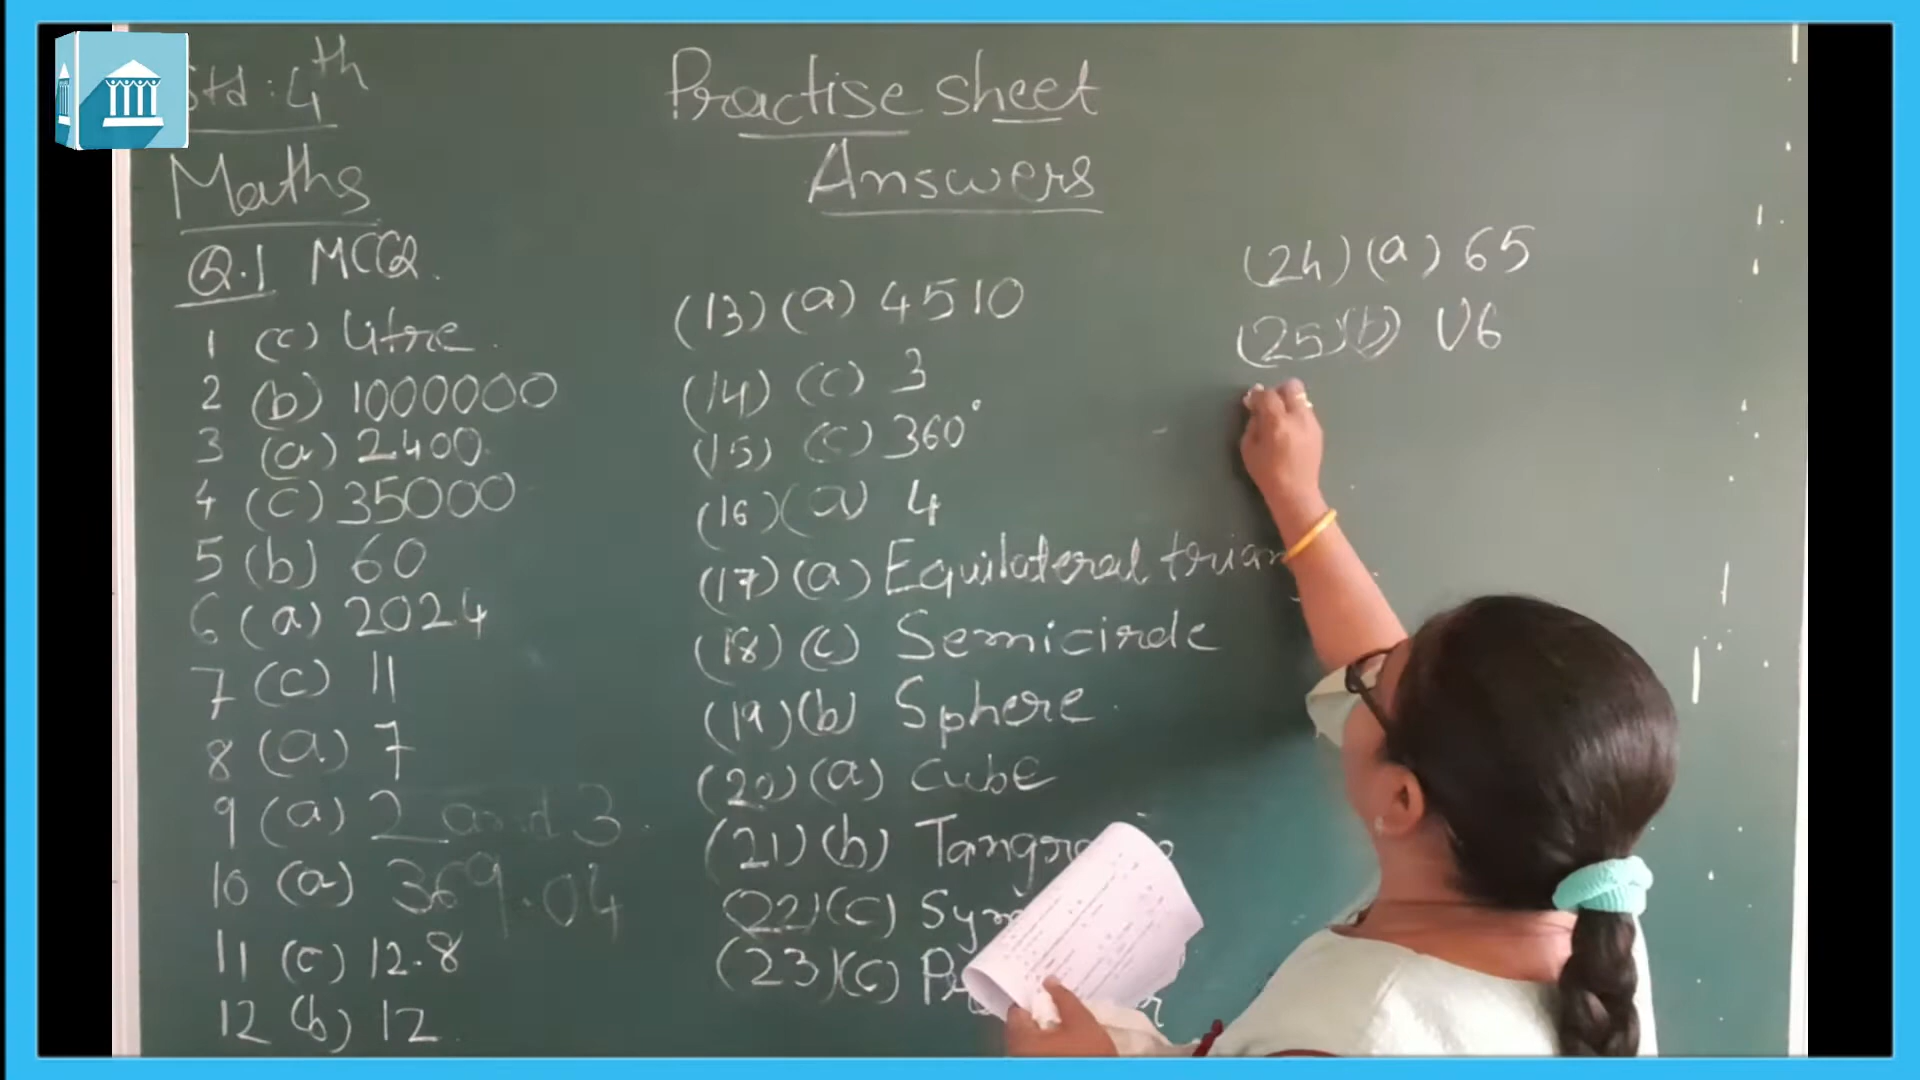 Std : 4th
Practise sheet
Maths
Answers
Q.1 MCQ.
1 (c) litre.
2 (b) 1000000
3 (a) 2400
4 (c) 35000
5 (b) 60
6 (a) 2024
7 (c) 11
8 (a) 7
9 (a) 2 and 3.
10 (a) 369.04
11 (c) 12.8
12 (b) 12
(13) (a) 4510
(14) (c) 3
(15) (c) 360°
(16) (a) 4
(17) (a) Equilateral
(18) (c) Semicircle
(19) (b) Sphere.
(20) (a) Cube
(21) (b)
(22) (c)
(23) (c)
(24) (a) 65
(25) (b) V6